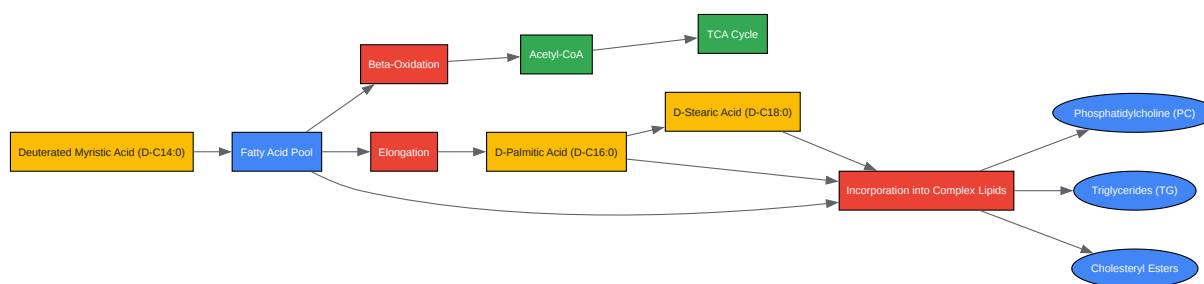 TCA Cycle
Acetyl-CoA
Beta-Oxidation
D-Stearic Acid (D-C18:0)
Phosphatidylcholine (PC)
Deuterated Myristic Acid (D-C14:0)
Fatty Acid Pool
Elongation
D-Palmitic Acid (D-C16:0)
Incorporation into Complex Lipids
Triglycerides (TG)
Cholesteryl Esters